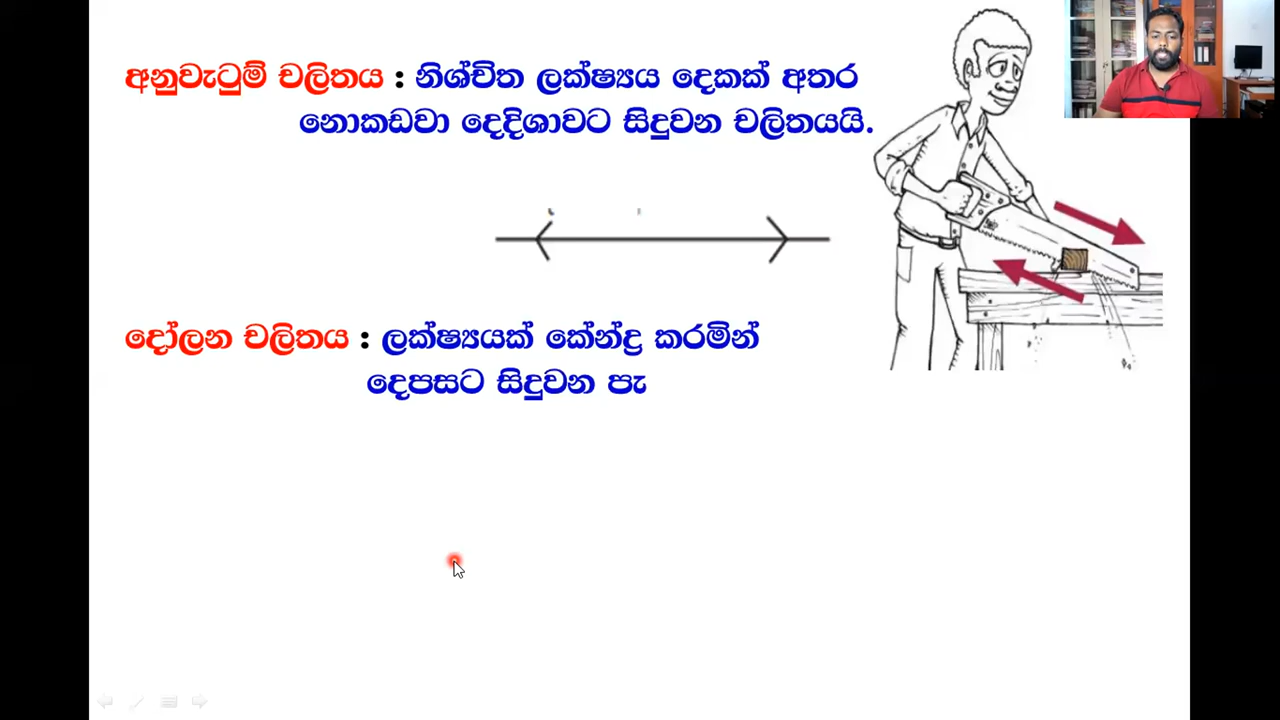 අනුවැටුම් චලිතය : නිශ්චිත ලක්ෂ්‍යය දෙකක් අතර
නොකඩවා දෙදිශාවට සිදුවන චලිතයයි.
දෝලන චලිතය : ලක්ෂ්‍යයක් කේන්ද්‍ර කරමින්
දෙපසට සිදුවන පැ